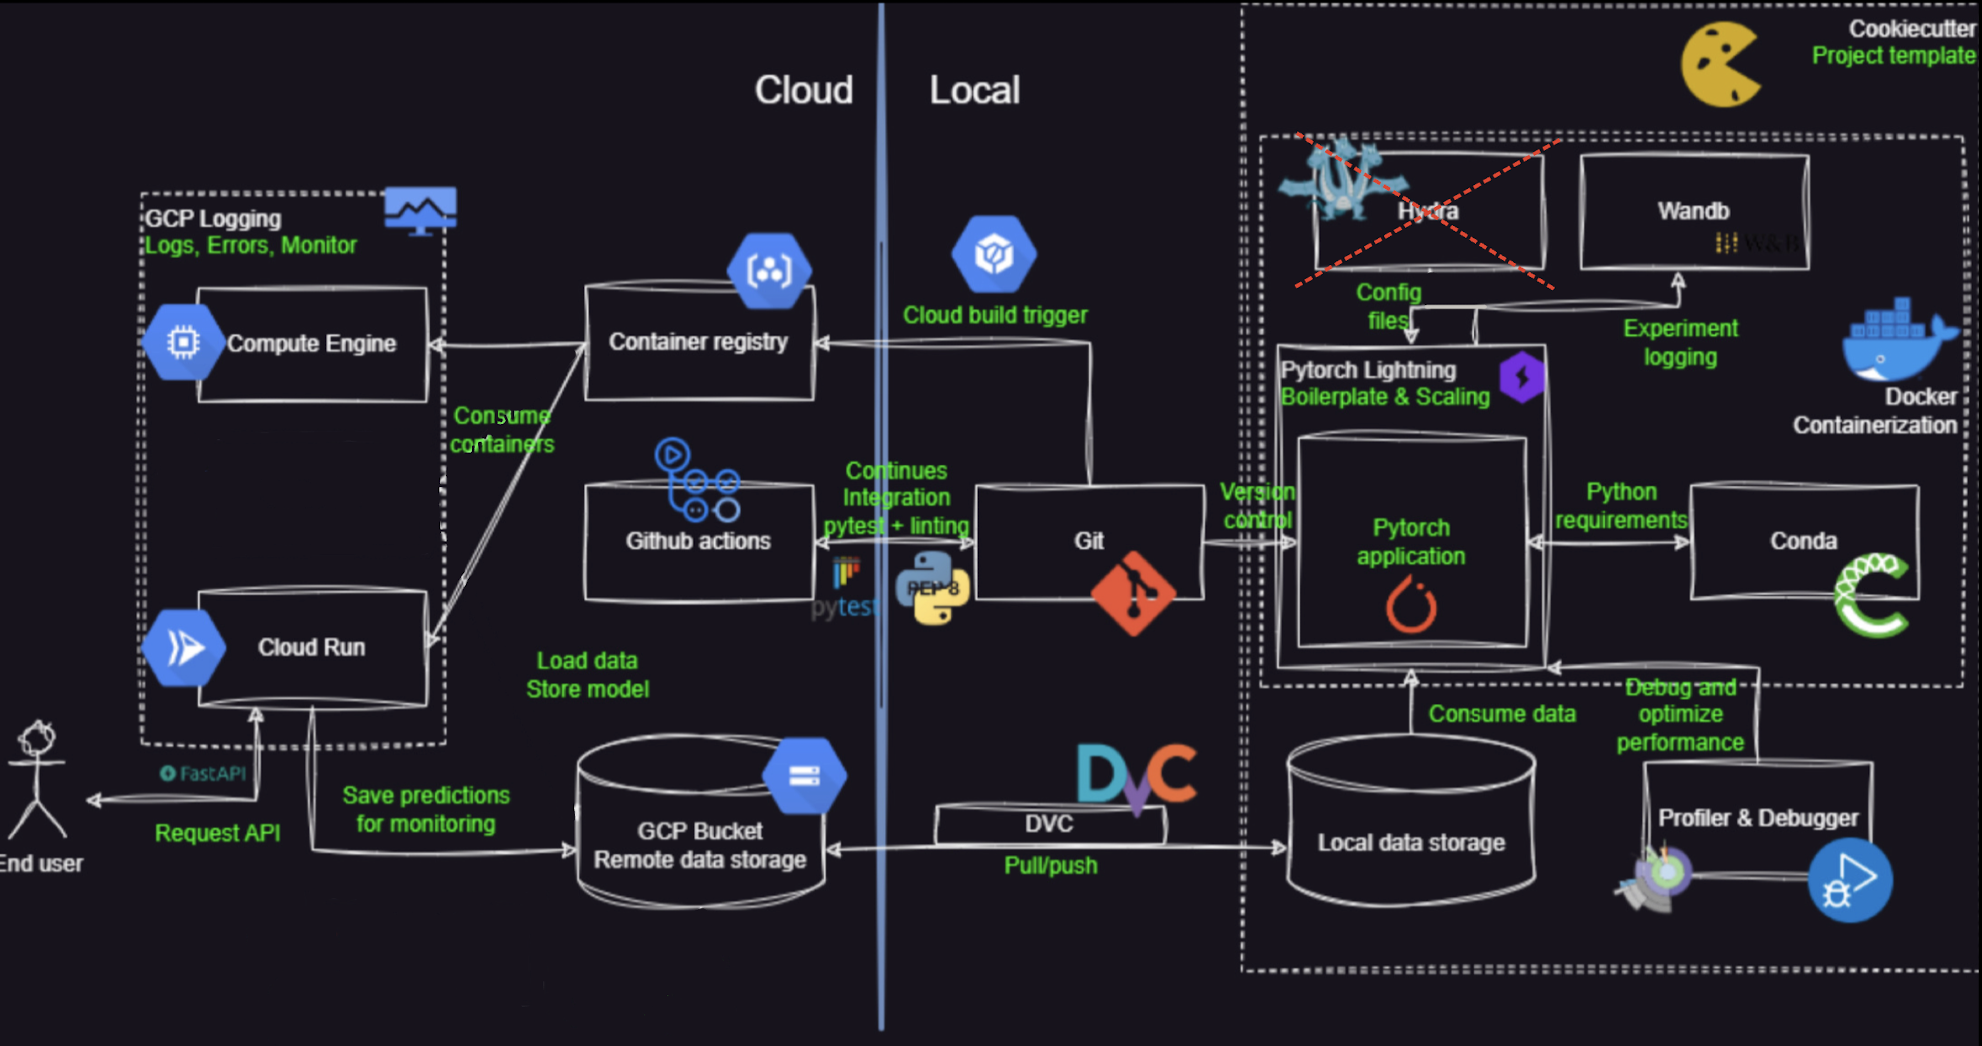 Cloud
Local
Cookiecutter
Project template
GCP Logging
Logs, Errors, Monitor
Compute Engine
Consume
containers
Cloud Run
FastAPI
Request API
End user
Save predictions
for monitoring
Container registry
Cloud build trigger
Github actions
Continues
Integration
pytest + linting
pytest
PEP 8
Git
Version
control
Load data
Store model
GCP Bucket
Remote data storage
DVC
DVC
Pull/push
Hydra
Wandb
W&B
Config
files
Experiment
logging
Pytorch Lightning
Boilerplate & Scaling
Pytorch
application
Docker
Containerization
Python
requirements
Conda
Consume data
Debug and
optimize
performance
Local data storage
Profiler & Debugger